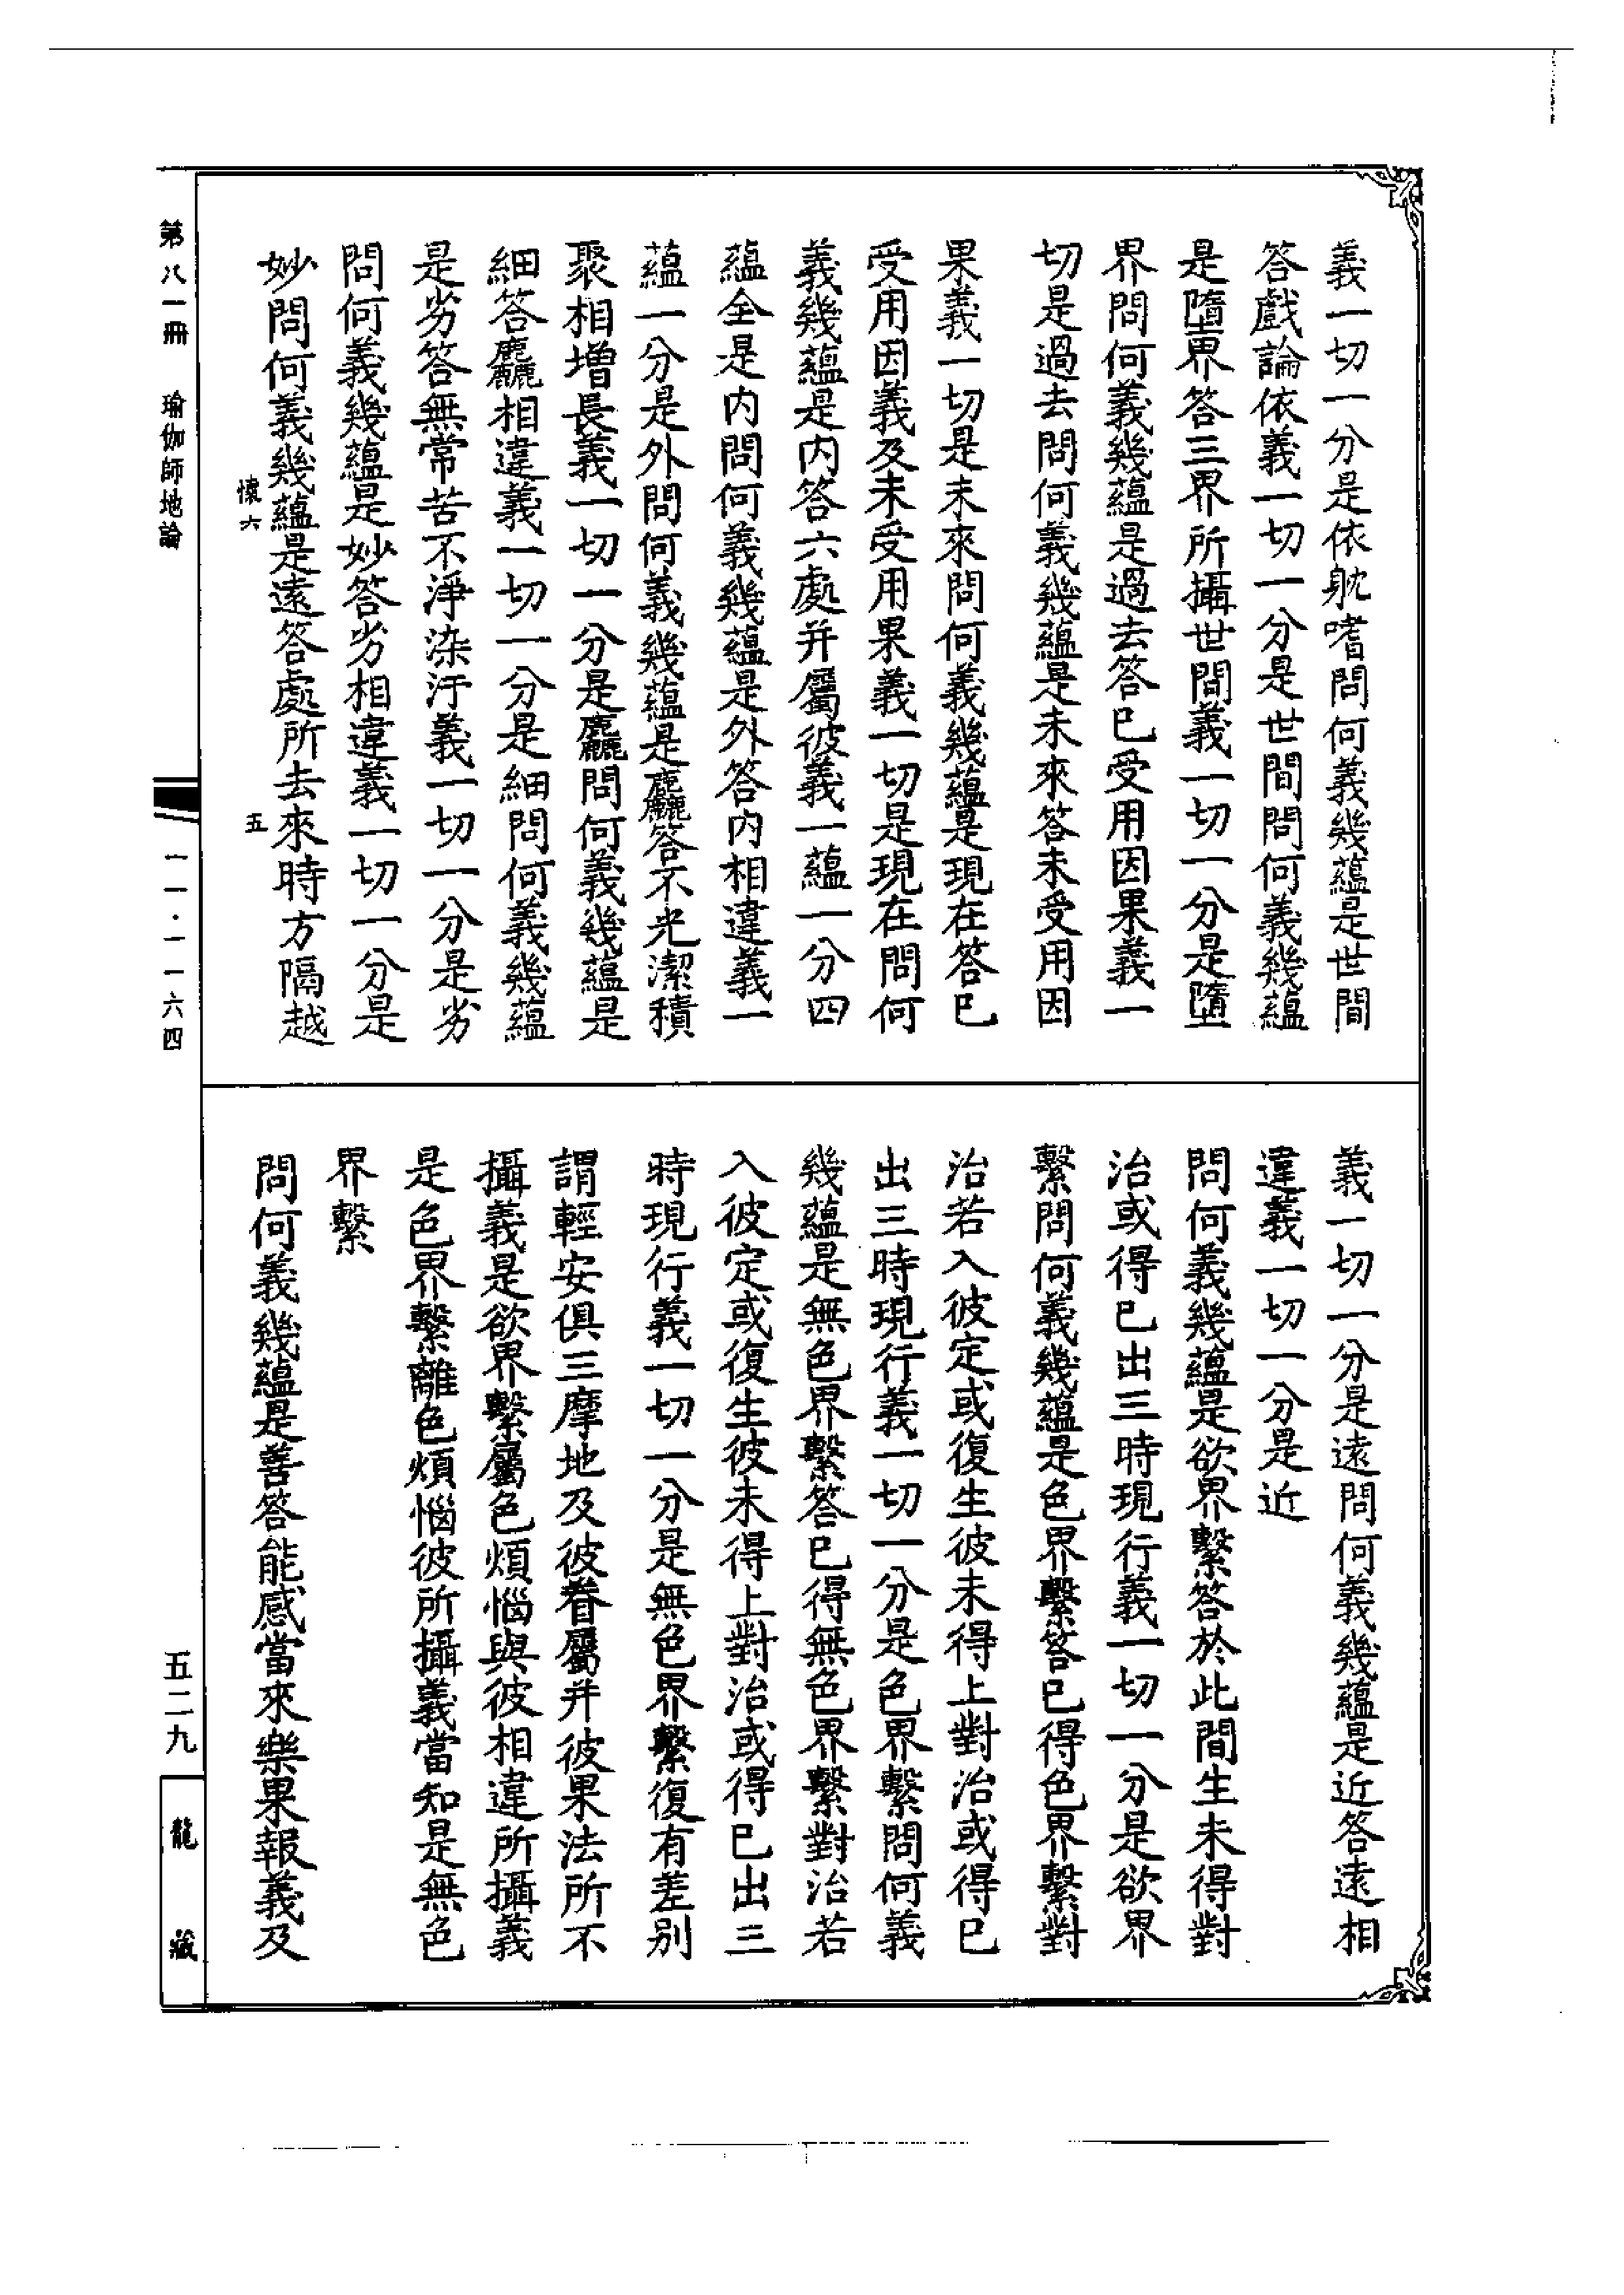 義一切一分是依躭嗜問何義幾蘊是世間
答戲論依義一切一分是世間問何義幾蘊
是墮界答三界所攝世間義一切一分是墮
界問何義幾蘊是過去答已受用因果義一
切是過去問何義幾蘊是未來答未受用因
果義一切是未來問何義幾蘊是現在答已
受用因義及未受用果義一切是現在問何
義幾蘊是内答六處并屬彼義一蘊一分四
蘊全是内問何義幾蘊是外答内相違義一
蘊一分是外問何義幾蘊是麤答不光潔積
聚相增長義一切一分是麤問何義幾蘊是
細答麤相違義一切一分是細問何義幾蘊
是劣答無常苦不淨染汙義一切一分是劣
問何義幾蘊是妙答劣相違義一切一分是
妙問何義幾蘊是遠答處所去來時方隔越
懷六 五
義一切一分是遠問何義幾蘊是近答遠相
違義一切一分是近
問何義幾蘊是欲界繫答於此間生未得對
治或得已出三時現行義一切一分是欲界
繫問何義幾蘊是色界繫答已得色界繫對
治若入彼定或復生彼未得上對治或得已
出三時現行義一切一分是色界繫問何義
幾蘊是無色界繫答已得無色界繫對治若
入彼定或復生彼未得上對治或得已出三
時現行義一切一分是無色界繫復有差別
謂輕安俱三摩地及彼眷屬并彼果法所不
攝義是欲界繫屬色煩惱與彼相違所攝義
是色界繫離色煩惱彼所攝義當知是無色
界繫
問何義幾蘊是善答能感當來樂果報義及
第八一冊 瑜伽師地論
一一·一一六四
五二九
龍藏